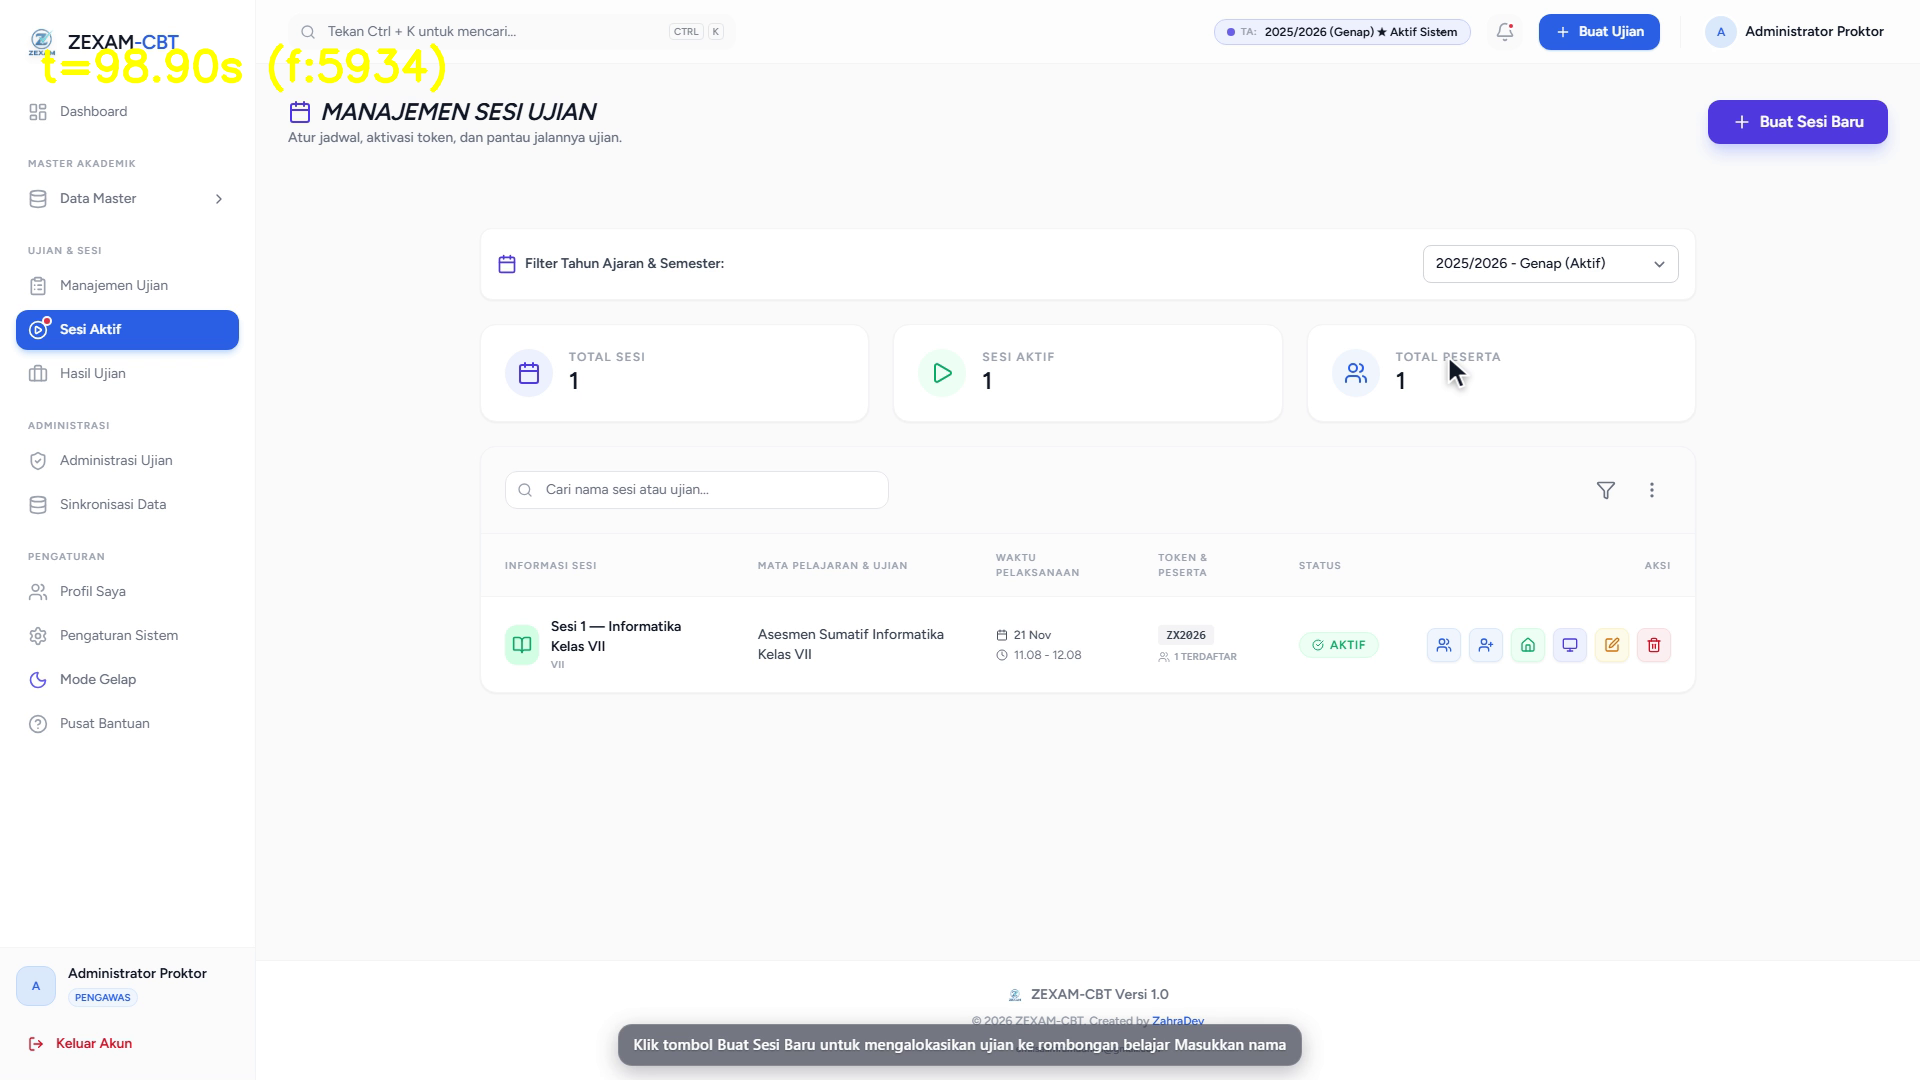 ZEXAM-CBT
ZEXAM
t=98.90s (f:5934)
Tekan Ctrl + K untuk mencari...
CTRL K
TA: 2025/2026 (Genap) ★ Aktif Sistem
+ Buat Ujian
A
Administrator Proktor
Dashboard
MASTER AKADEMIK
Data Master
UJIAN & SESI
Manajemen Ujian
Sesi Aktif
Hasil Ujian
ADMINISTRASI
Administrasi Ujian
Sinkronisasi Data
PENGATURAN
Profil Saya
Pengaturan Sistem
Mode Gelap
Pusat Bantuan
A
Administrator Proktor
PENGAWAS
Keluar Akun
MANAJEMEN SESI UJIAN
Atur jadwal, aktivasi token, dan pantau jalannya ujian.
+ Buat Sesi Baru
Filter Tahun Ajaran & Semester:
2025/2026 - Genap (Aktif)
TOTAL SESI
1
SESI AKTIF
1
TOTAL PESERTA
1
Cari nama sesi atau ujian...
INFORMASI SESI
MATA PELAJARAN & UJIAN
WAKTU
PELAKSANAAN
TOKEN &
PESERTA
STATUS
AKSI
Sesi 1 — Informatika
Kelas VII
VII
Asesmen Sumatif Informatika
Kelas VII
21 Nov
11.08 - 12.08
ZX2026
1 TERDAFTAR
AKTIF
ZEXAM-CBT Versi 1.0
© 2026 ZEXAM-CBT. Created by ZahraDev
Klik tombol Buat Sesi Baru untuk mengalokasikan ujian ke rombongan belajar Masukkan nama